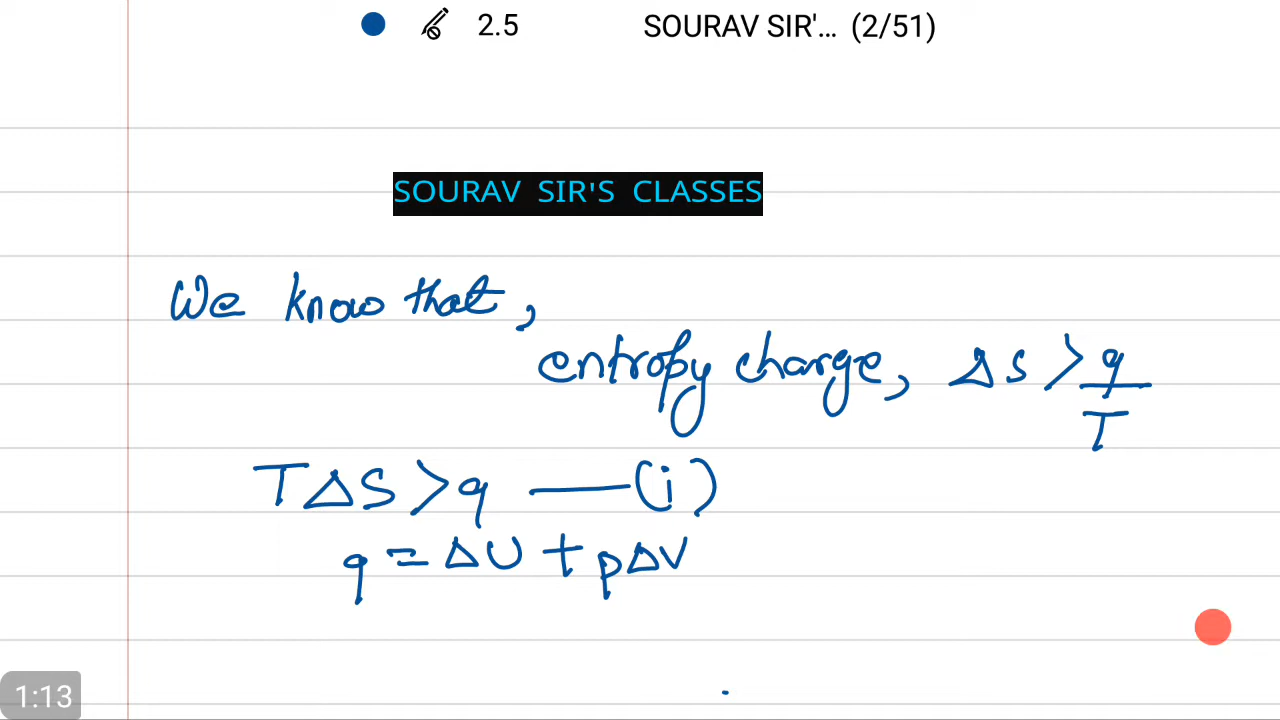 2.5 SOURAV SIR'... (2/51)
SOURAV SIR'S CLASSES
We know that,
entropy charge, ΔS > q/T
TΔS > q —(i)
q = ΔU + pΔV
1:13